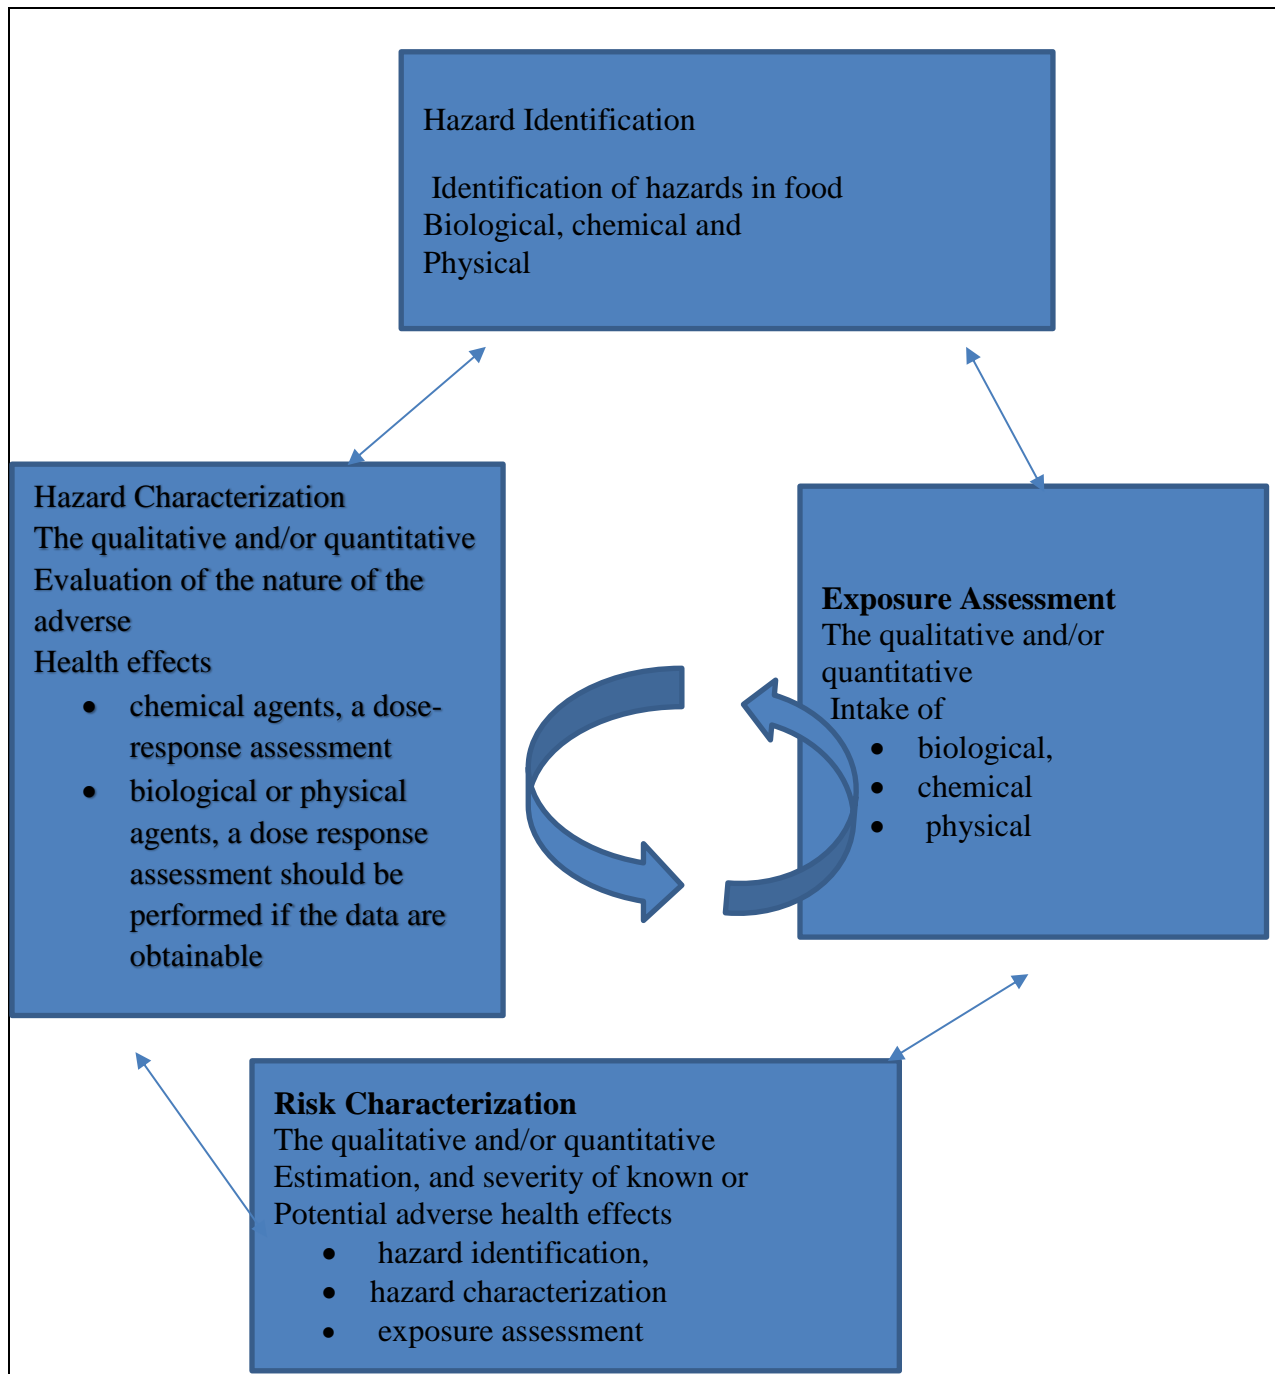 Hazard Identification
Identification of hazards in food
Biological, chemical and
Physical
Hazard Characterization
The qualitative and/or quantitative
Evaluation of the nature of the
adverse
Health effects
• chemical agents, a dose-
response assessment
• biological or physical
agents, a dose response
assessment should be
performed if the data are
obtainable
Exposure Assessment
The qualitative and/or
quantitative
Intake of
• biological,
• chemical
• physical
Risk Characterization
The qualitative and/or quantitative
Estimation, and severity of known or
Potential adverse health effects
• hazard identification,
• hazard characterization
• exposure assessment